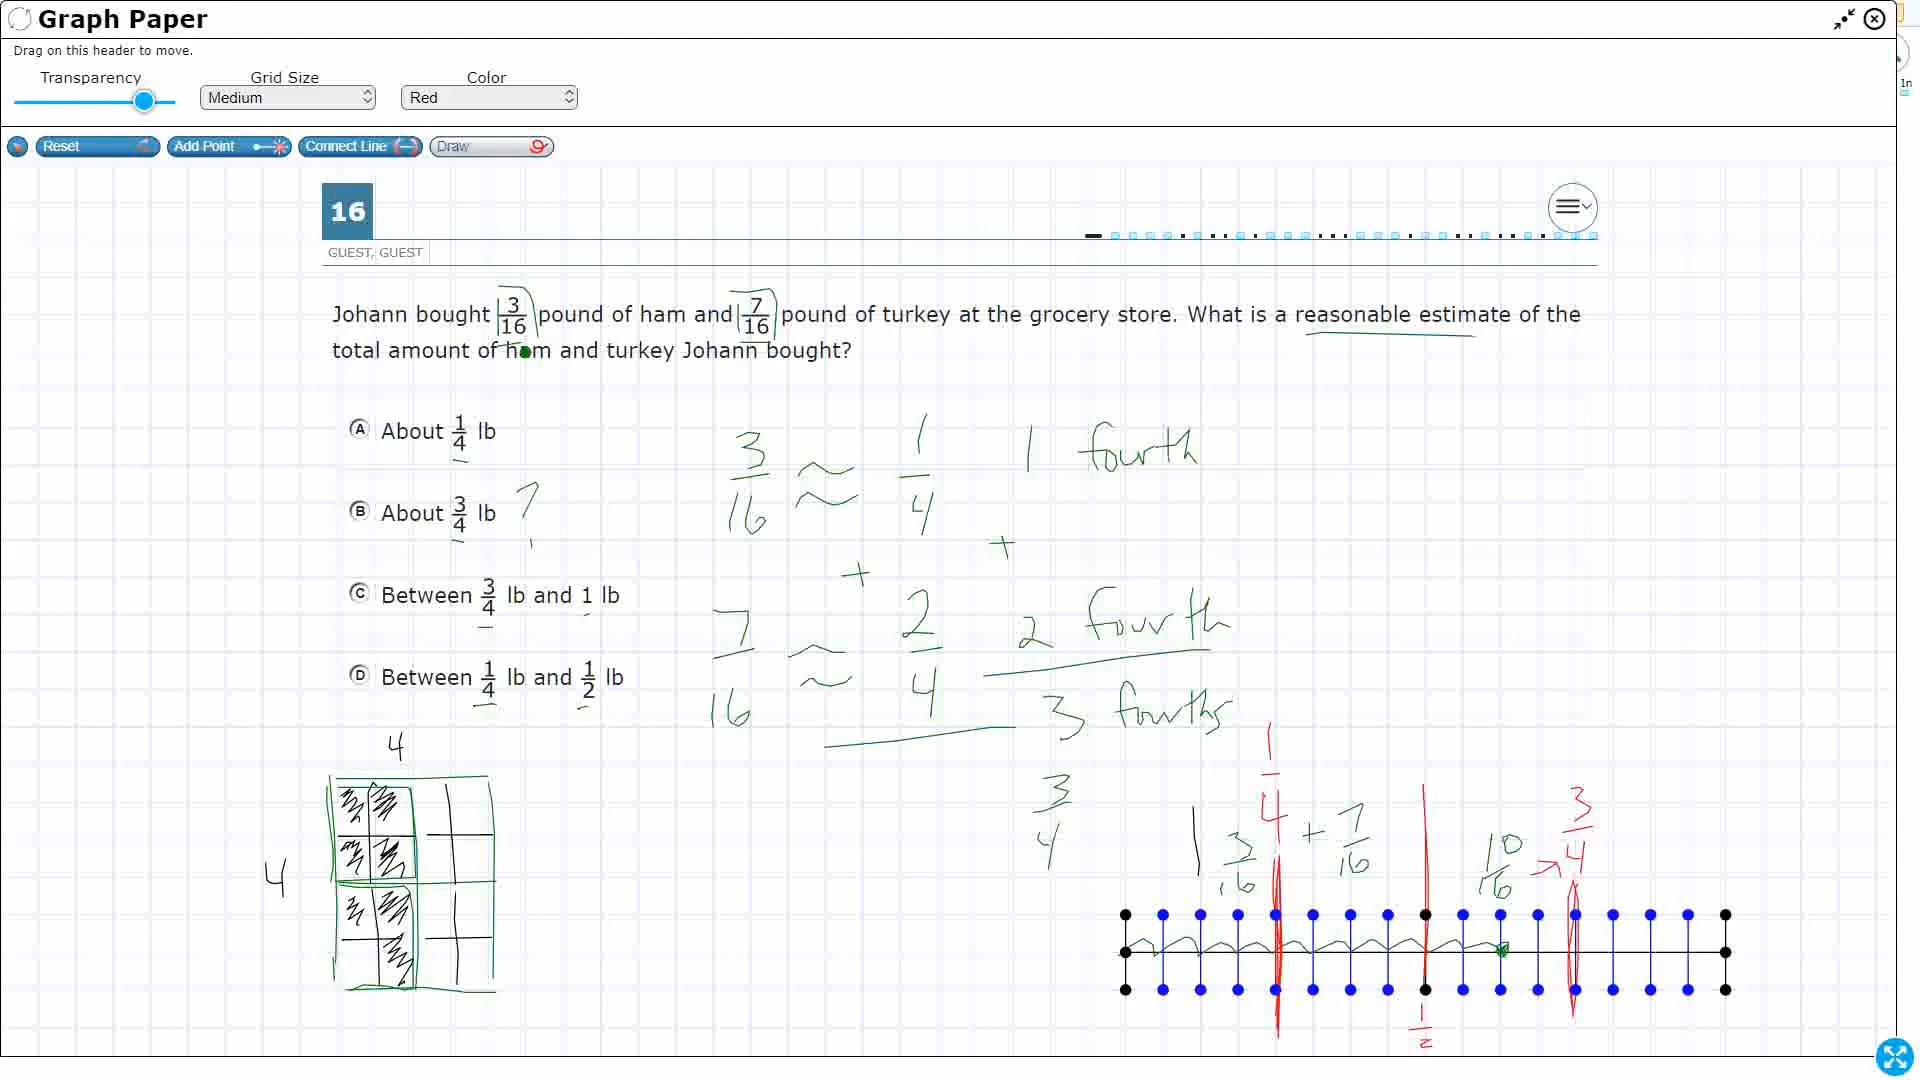 Graph Paper
Drag on this header to move.
Transparency Grid Size Color
Medium Red
Reset Add Point Connect Line Draw
16
GUEST, GUEST
Johann bought 3/16 pound of ham and 7/16 pound of turkey at the grocery store. What is a reasonable estimate of the
total amount of ham and turkey Johann bought?
A About 1/4 lb
B About 3/4 lb ?
C Between 3/4 lb and 1 lb
D Between 1/4 lb and 1/2 lb
3/16 ≈ 1/4 1 fourth
+ +
7/16 ≈ 2/4 2 fourth
3 fourths
3/4
4
4
1/4
3/16 + 7/16 10/16 → 3/4
1/2